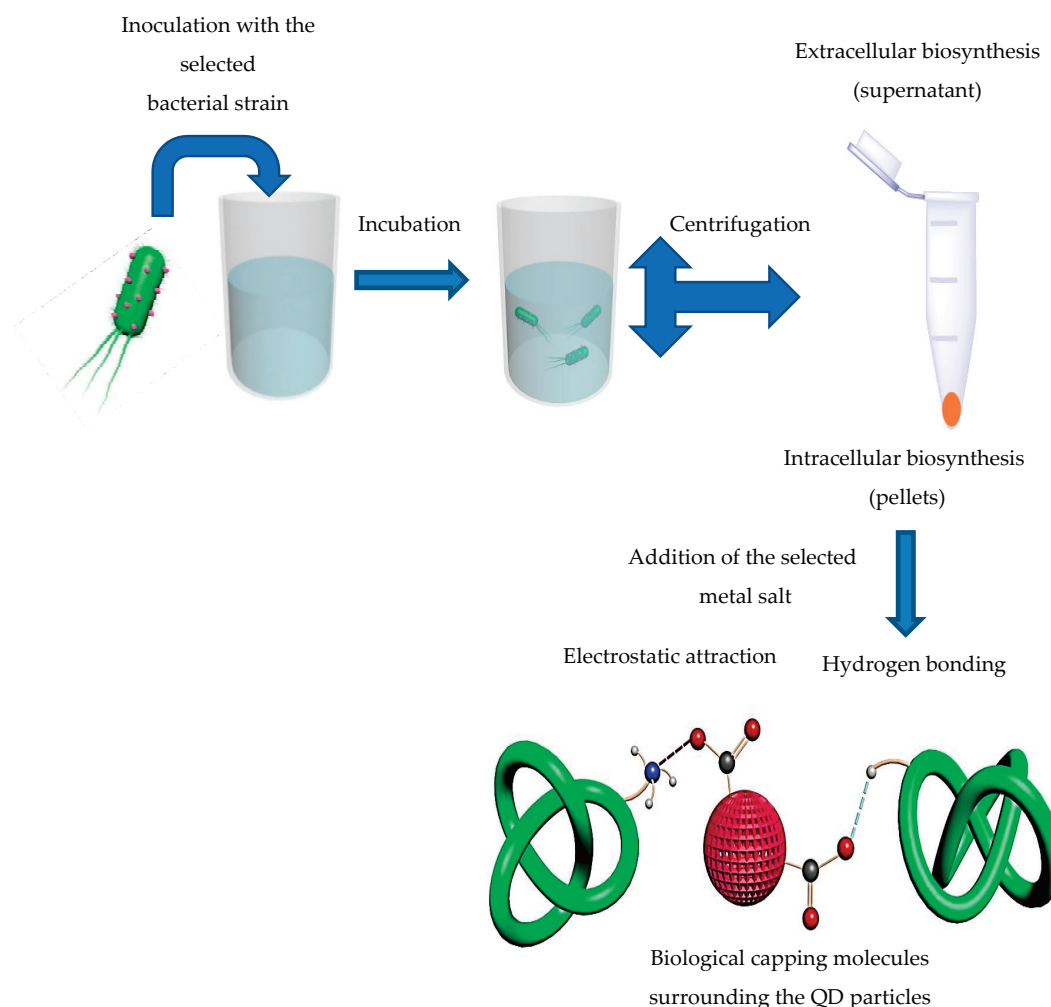 Inoculation with the
selected
bacterial strain
Extracellular biosynthesis
(supernatant)
Incubation
Centrifugation
Intracellular biosynthesis
(pellets)
Addition of the selected
metal salt
Electrostatic attraction
Hydrogen bonding
Biological capping molecules
surrounding the QD particles